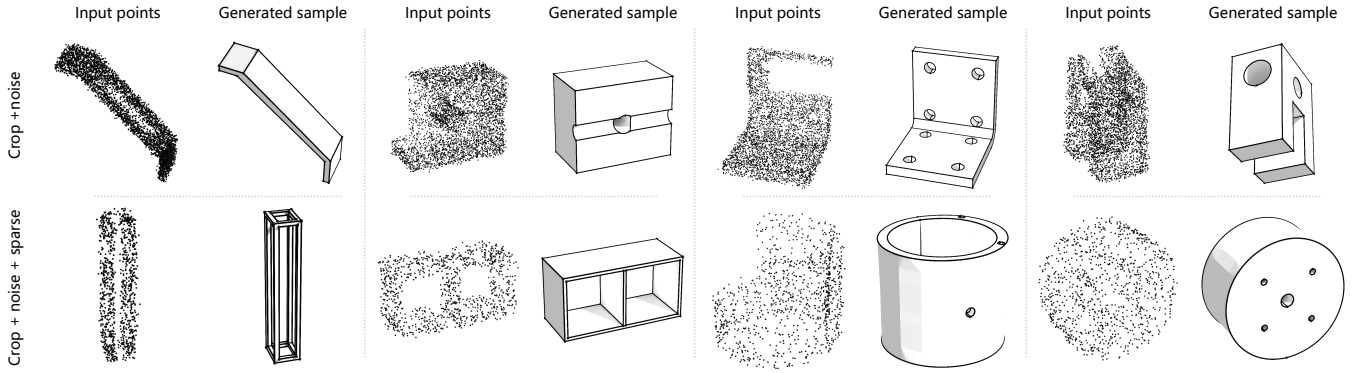 Input points Generated sample Input points Generated sample Input points Generated sample Input points Generated sample
Crop +noise
Crop + noise + sparse